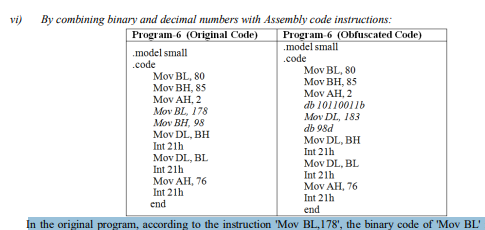 vi) By combining binary and decimal numbers with Assembly code instructions:
Program-6 (Original Code)
.model small
.code
Mov BL, 80
Mov BH, 85
Mov AH, 2
Mov BL, 178
Mov BH, 98
Mov DL, BH
Int 21h
Mov DL, BL
Int 21h
Mov AH, 76
Int 21h
end
Program-6 (Obfuscated Code)
.model small
.code
Mov BL, 80
Mov BH, 85
Mov AH, 2
db 10110011b
Mov DL, 183
db 98d
Mov DL, BH
Int 21h
Mov DL, BL
Int 21h
Mov AH, 76
Int 21h
end
In the original program, according to the instruction 'Mov BL,178', the binary code of 'Mov BL'